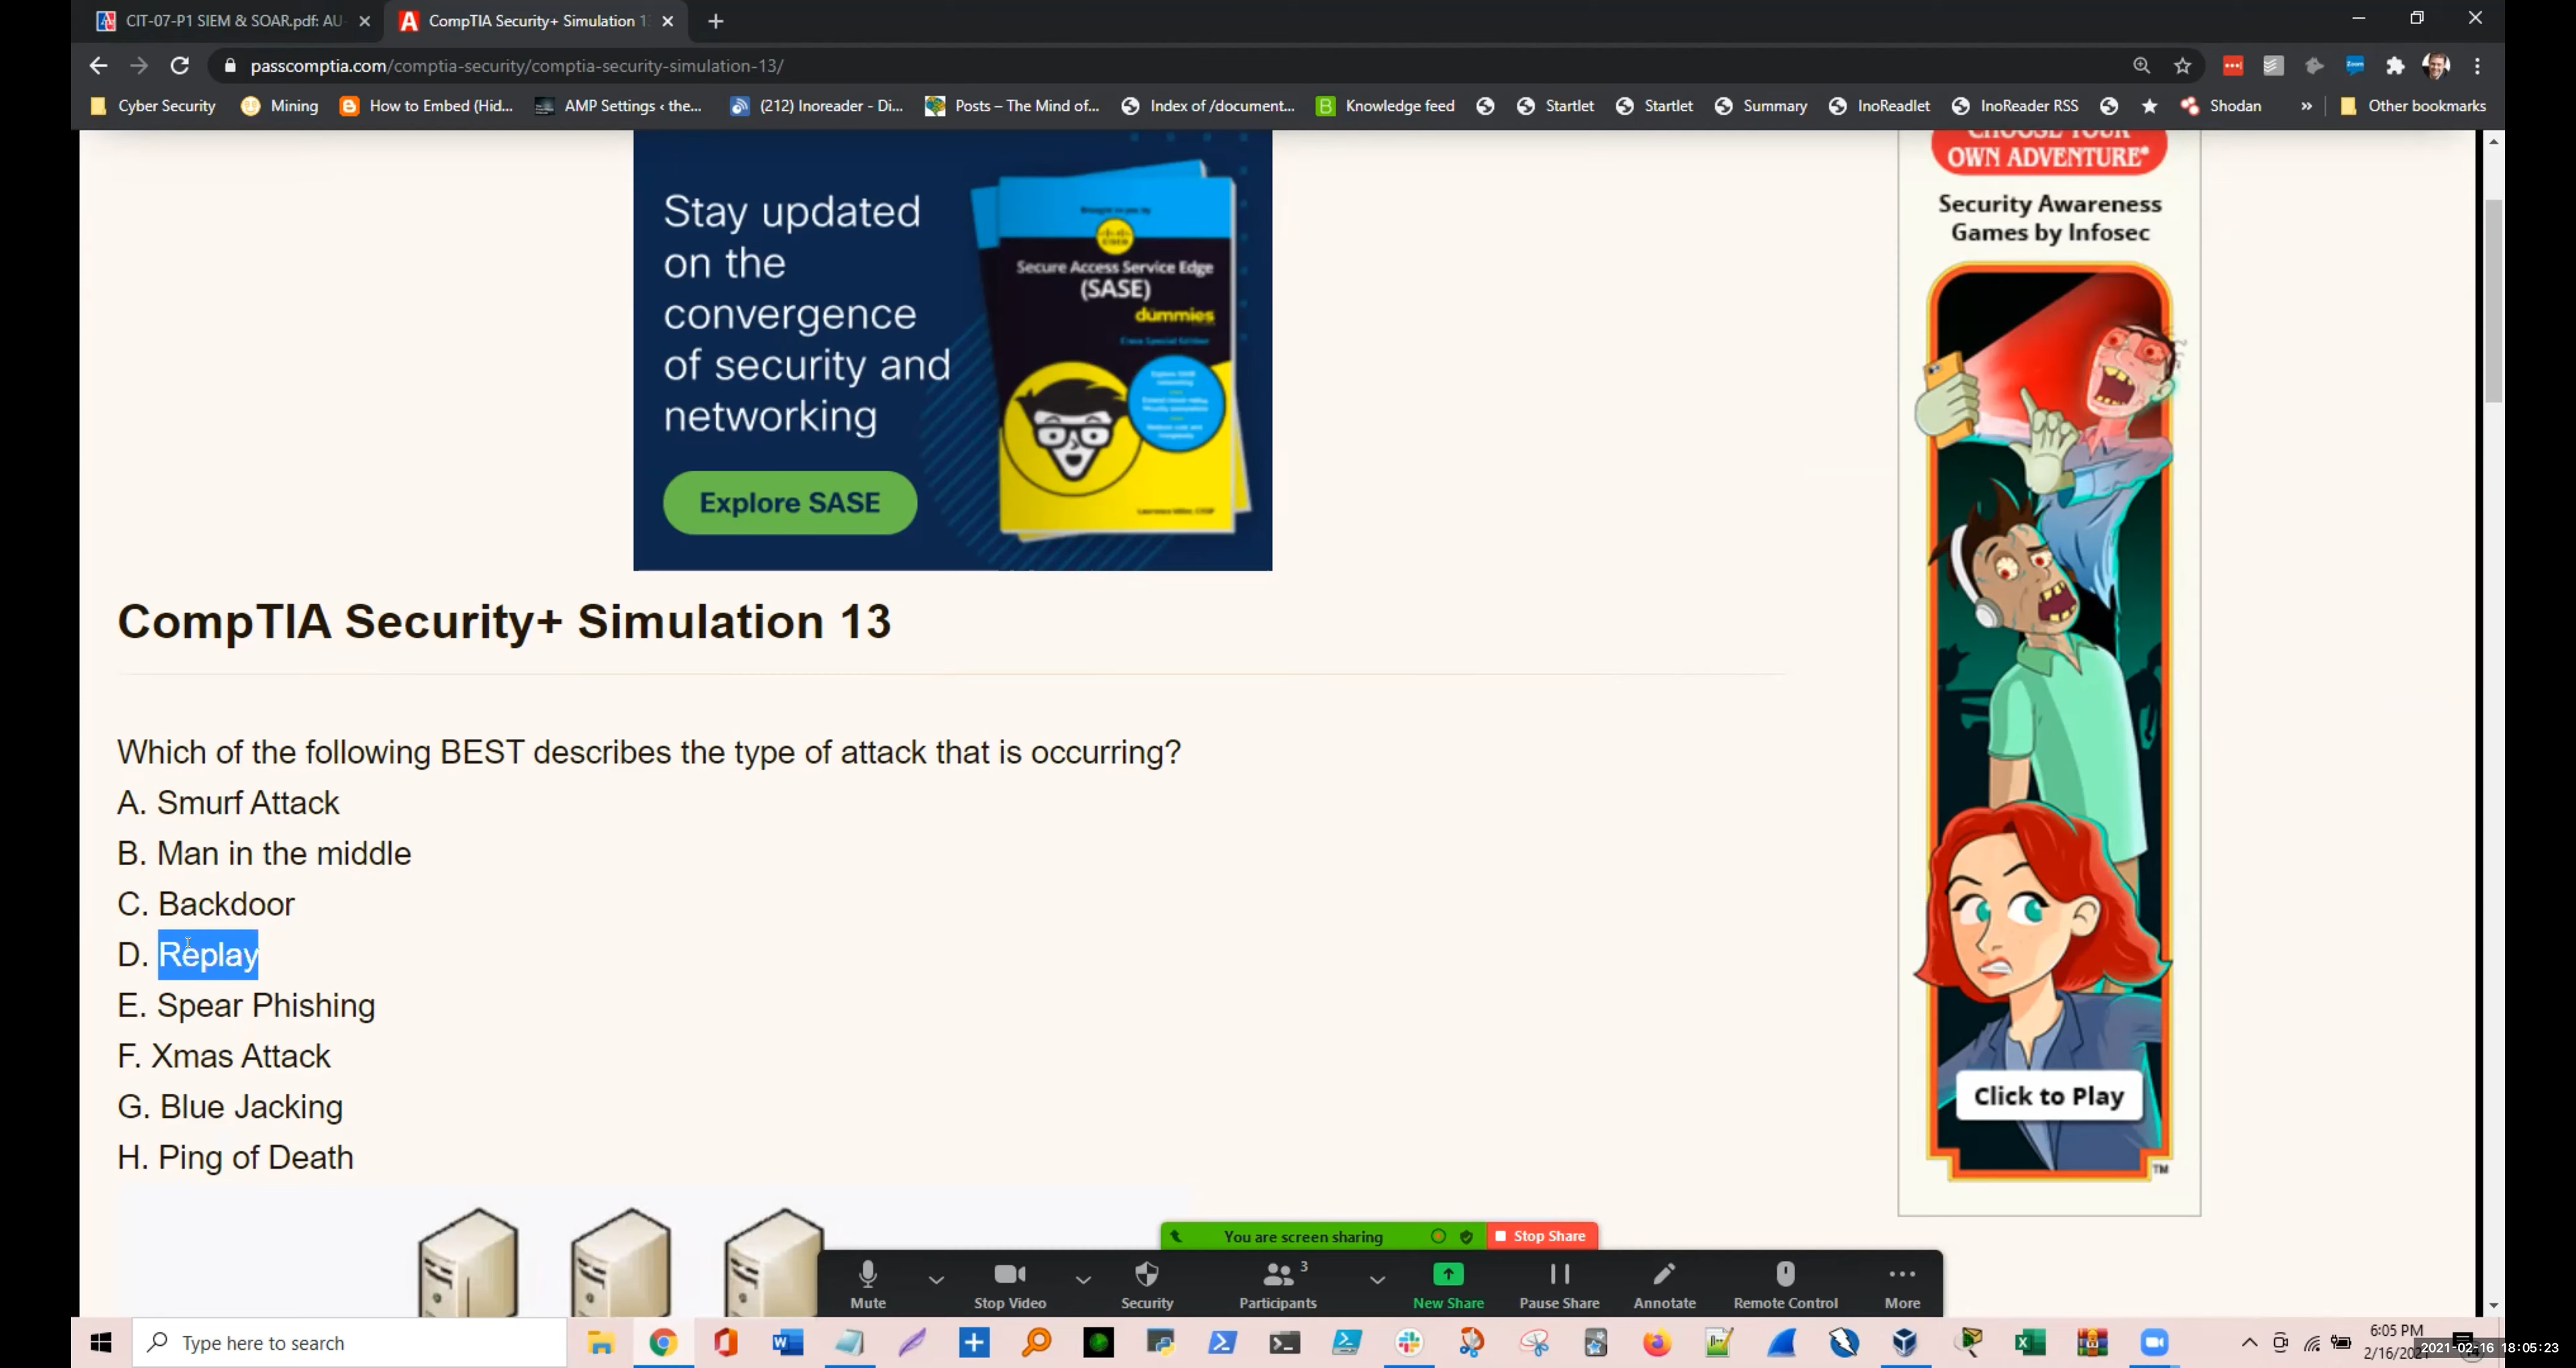 CIT-07-P1 SIEM & SOAR.pdf: AU-
CompTIA Security+ Simulation 1
passcomptia.com/comptia-security/comptia-security-simulation-13/
Cyber Security
Mining
How to Embed (Hid...
AMP Settings ‹ the...
(212) Inoreader - Di...
Posts – The Mind of...
Index of /document...
Knowledge feed
Startlet
Startlet
Summary
InoReadlet
InoReader RSS
Shodan
»
Other bookmarks
Stay updated
on the
convergence
of security and
networking
Explore SASE
Secure Access Service Edge
(SASE)
dummies
CHOOSE YOUR
OWN ADVENTURE®
Security Awareness
Games by Infosec
Click to Play
TM
CompTIA Security+ Simulation 13
Which of the following BEST describes the type of attack that is occurring?
A. Smurf Attack
B. Man in the middle
C. Backdoor
D. Replay
E. Spear Phishing
F. Xmas Attack
G. Blue Jacking
H. Ping of Death
You are screen sharing
Stop Share
Mute
Stop Video
Security
Participants
3
New Share
Pause Share
Annotate
Remote Control
More
Type here to search
6:05 PM
2/16/202
2021-02-16 18:05:23